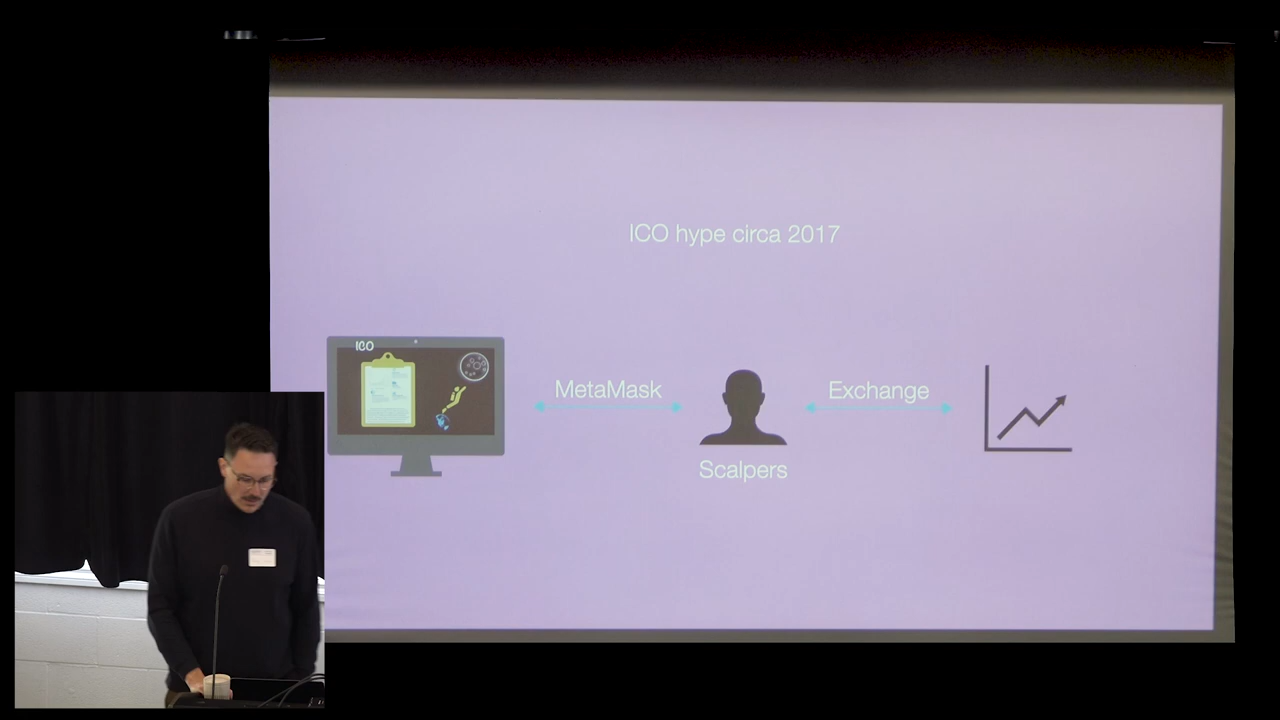 ICO hype circa 2017
ICO
MetaMask
Exchange
Scalpers